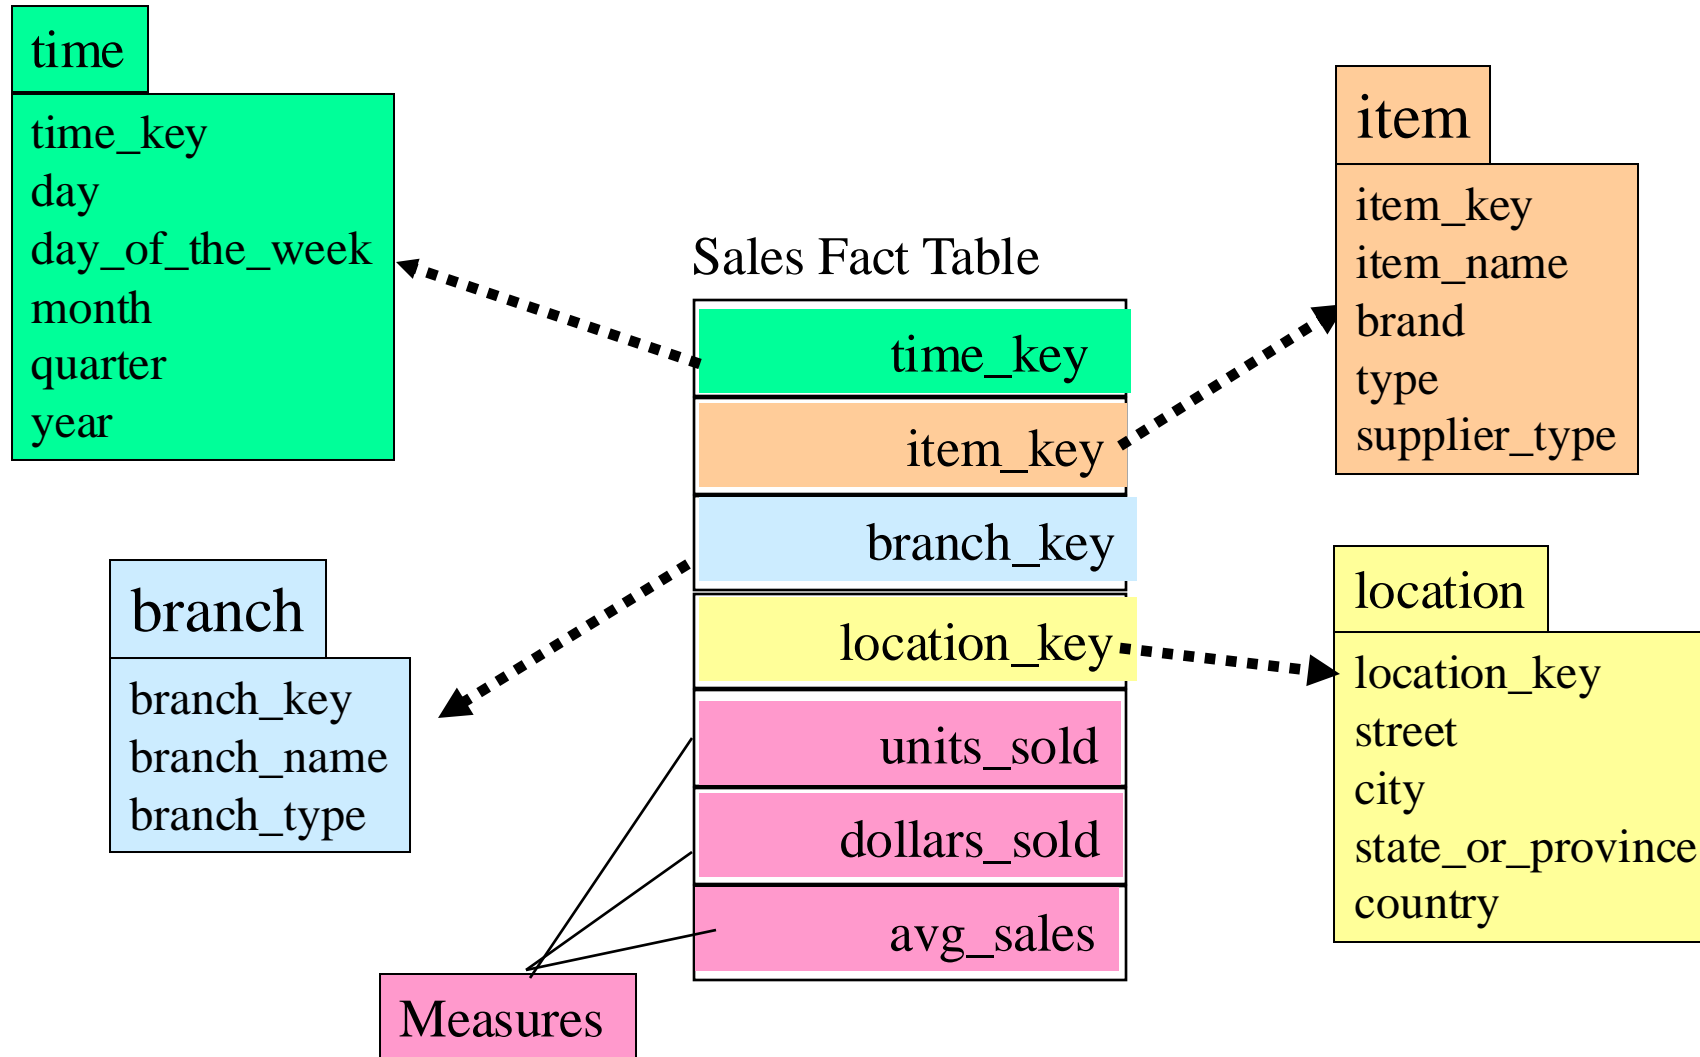 time
time_key
day
day_of_the_week
month
quarter
year
item
item_key
item_name
brand
type
supplier_type
Sales Fact Table
time_key
item_key
branch_key
location_key
units_sold
dollars_sold
avg_sales
branch
branch_key
branch_name
branch_type
location
location_key
street
city
state_or_province
country
Measures